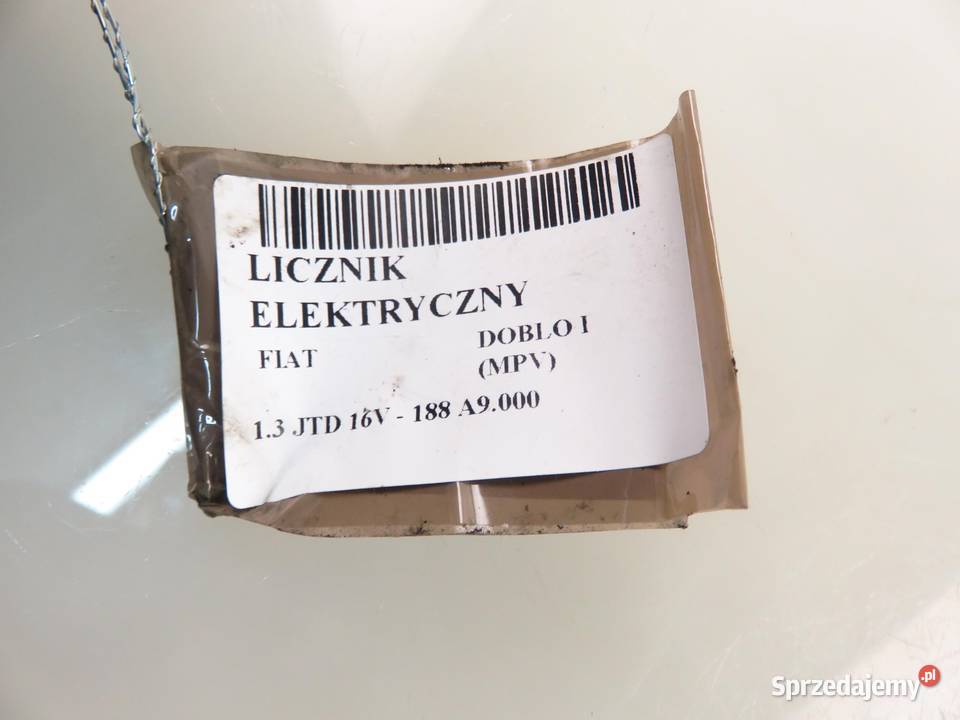 LICZNIK
ELEKTRYCZNY
FIAT
DOBLO I
(MPV)
1.3 JTD 16V - 188 A9.000
Sprzedajemy.pl